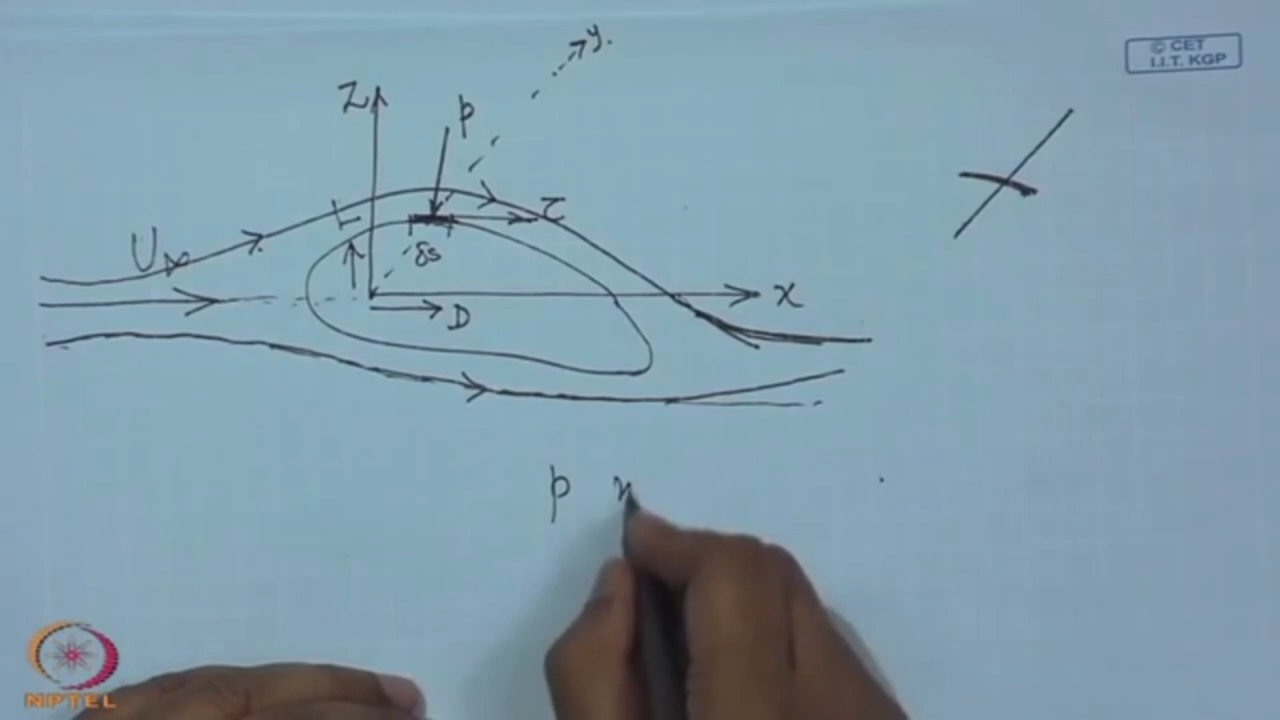 y.
© CET
I.I.T. KGP
Z
p
L
τ
U∞
δs
x
D
p n
NPTEL